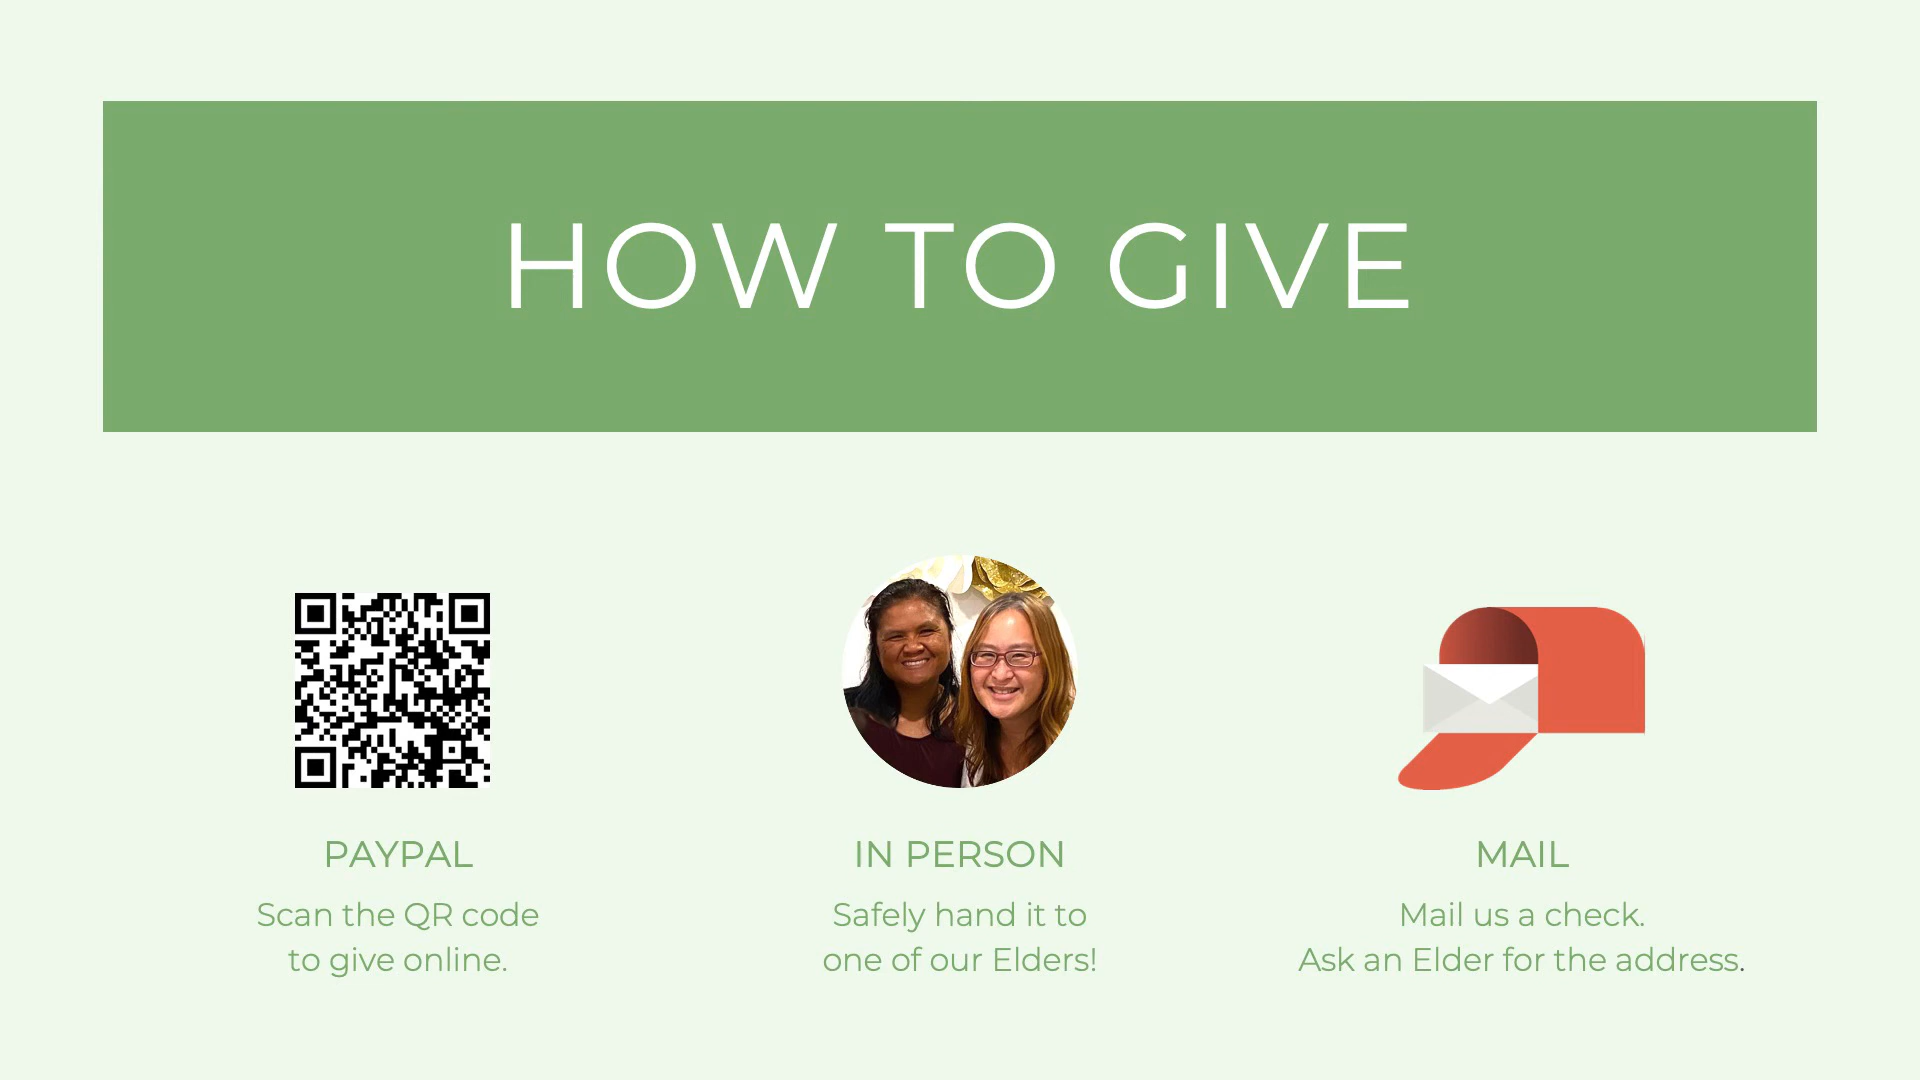 HOW TO GIVE
PAYPAL
Scan the QR code
to give online.
IN PERSON
Safely hand it to
one of our Elders!
MAIL
Mail us a check.
Ask an Elder for the address.